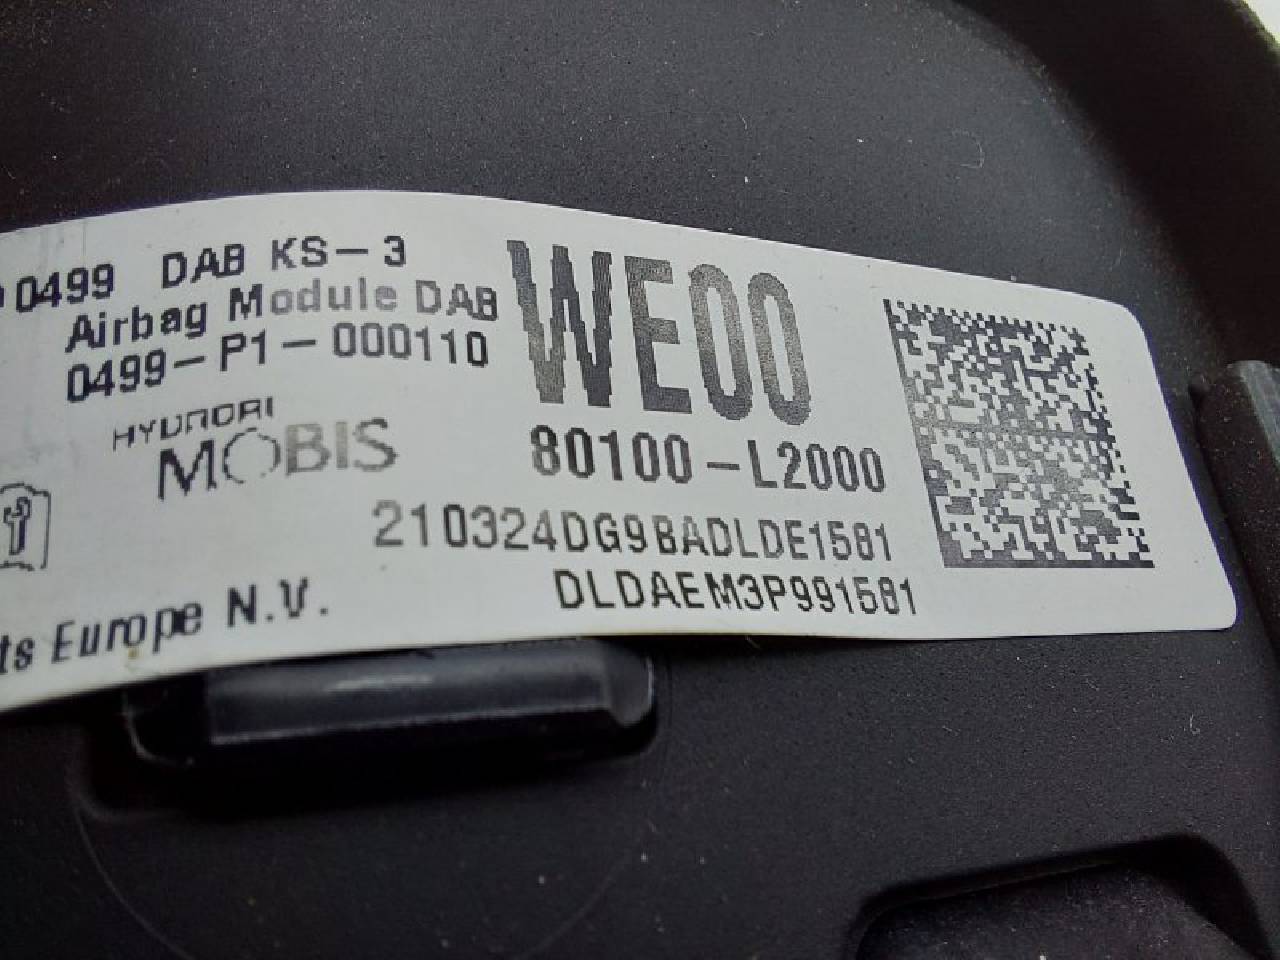 0499 DAB KS-3
Airbag Module DAB
0499-P1-000110
HYUNDAI
MOBIS
WE00
80100-L2000
210324DG9BADLDE1581
DLDAEM3P991581
ts Europe N.V.